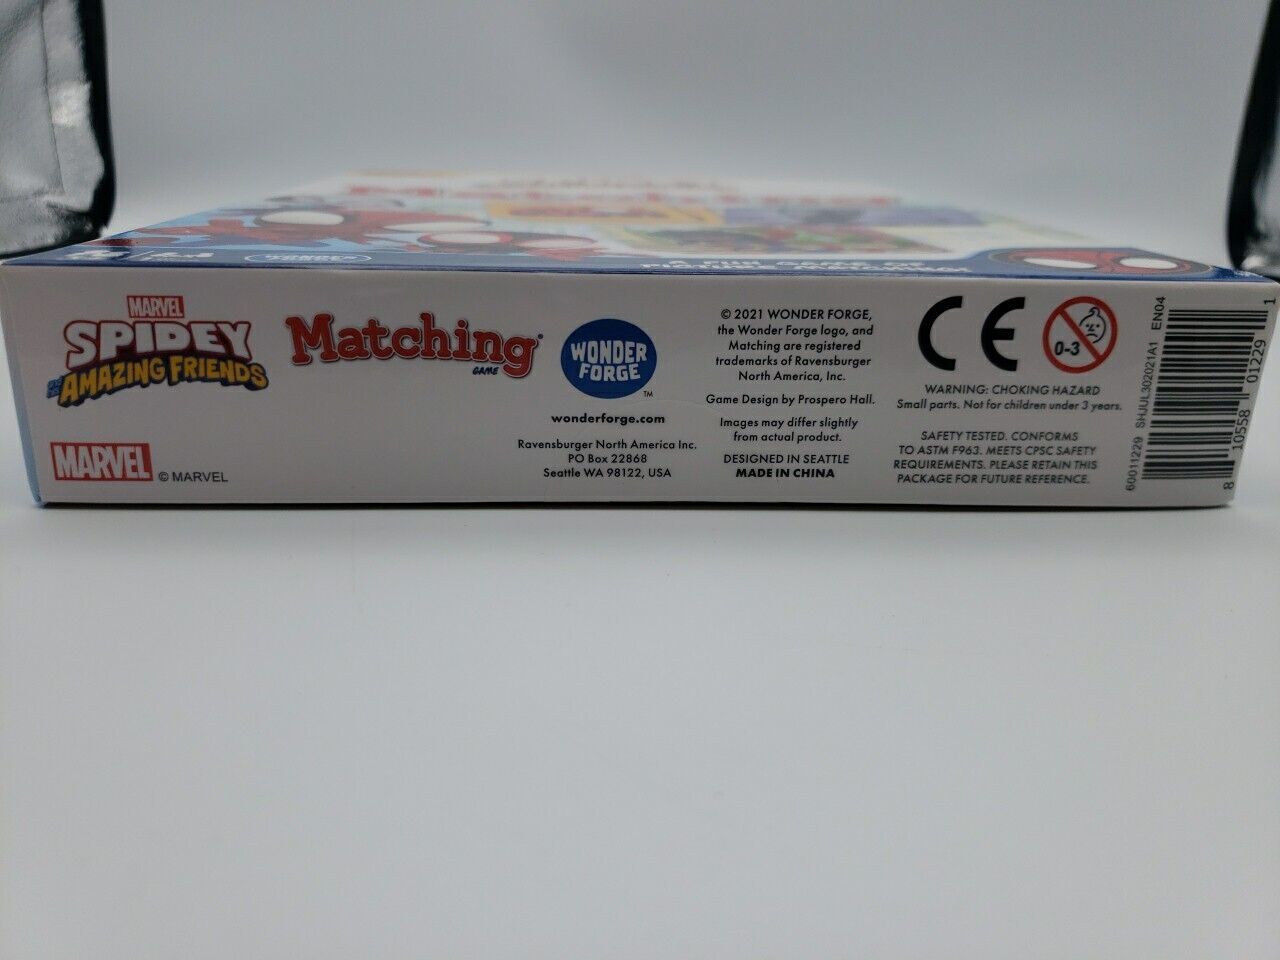 MARVEL
SPIDEY
AND HIS
AMAZING FRIENDS
MARVEL
© MARVEL
Matching®
GAME
WONDER
FORGE
TM
wonderforge.com
Ravensburger North America Inc.
PO Box 22868
Seattle WA 98122, USA
© 2021 WONDER FORGE,
the Wonder Forge logo, and
Matching are registered
trademarks of Ravensburger
North America, Inc.
Game Design by Prospero Hall.
Images may differ slightly
from actual product.
DESIGNED IN SEATTLE
MADE IN CHINA
CE
0-3
WARNING: CHOKING HAZARD
Small parts. Not for children under 3 years.
SAFETY TESTED. CONFORMS
TO ASTM F963. MEETS CPSC SAFETY
REQUIREMENTS. PLEASE RETAIN THIS
PACKAGE FOR FUTURE REFERENCE.
60011229 SHJUL302021A1 EN04
8 10558 01229 1